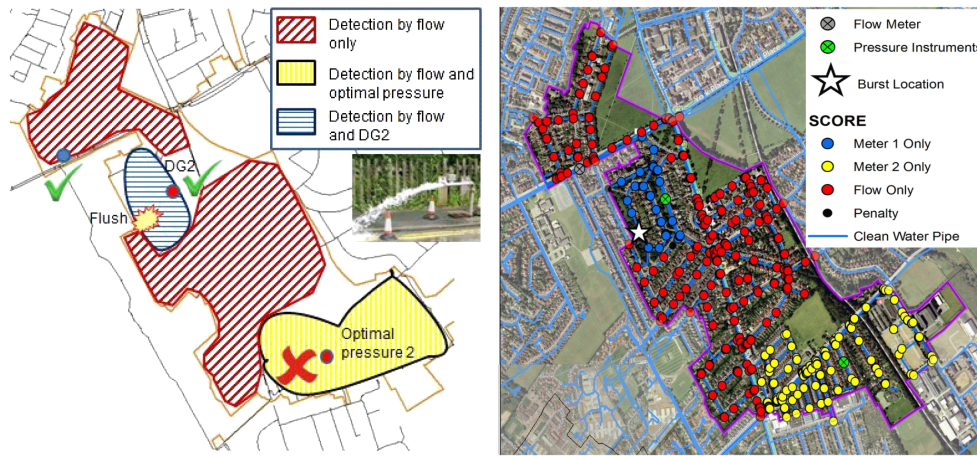 Detection by flow
only
Detection by flow and
optimal pressure
Detection by flow
and DG2
DG2
Flush
Optimal
pressure 2
Flow Meter
Pressure Instruments
Burst Location
SCORE
Meter 1 Only
Meter 2 Only
Flow Only
Penalty
Clean Water Pipe